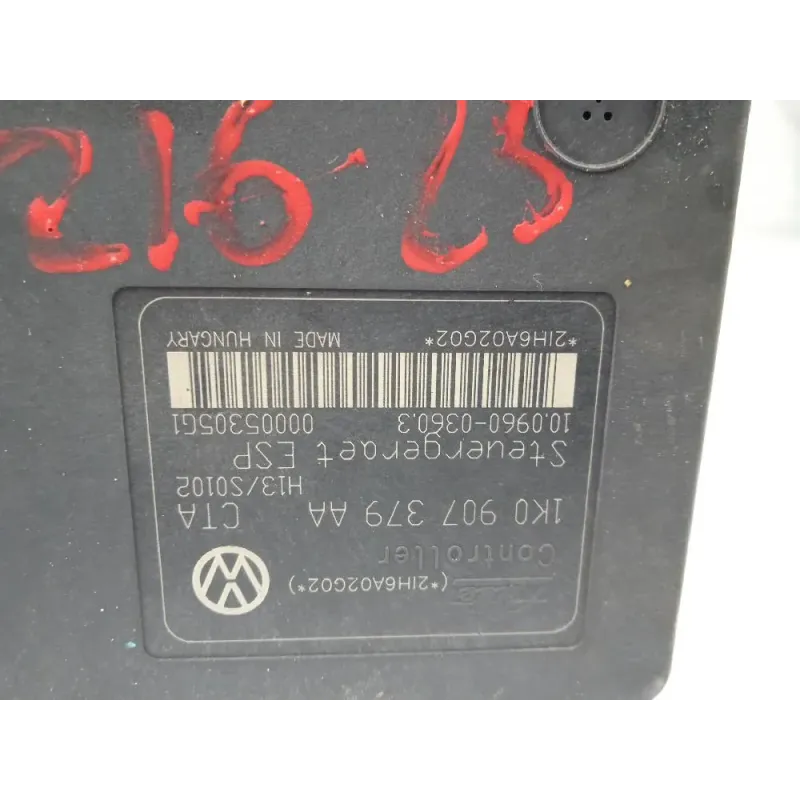 216-23
(*2IH6A02G02*)
Controller
1K0 907 379 AA CTA
H13/S0102
Steuergeraet ESP
10.0960-0360.3 00005305G1
*2IH6A02G02* MADE IN HUNGARY